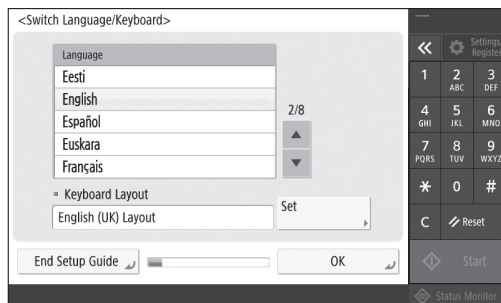 <Switch Language/Keyboard>
Language
Eesti
English
Español
Euskara
Français
2/8
Keyboard Layout
English (UK) Layout
Set
End Setup Guide
OK
Settings/
Register
1
2 ABC
3 DEF
4 GHI
5 JKL
6 MNO
7 PQRS
8 TUV
9 WXYZ
* 0 #
C
Reset
Start
Status Monitor